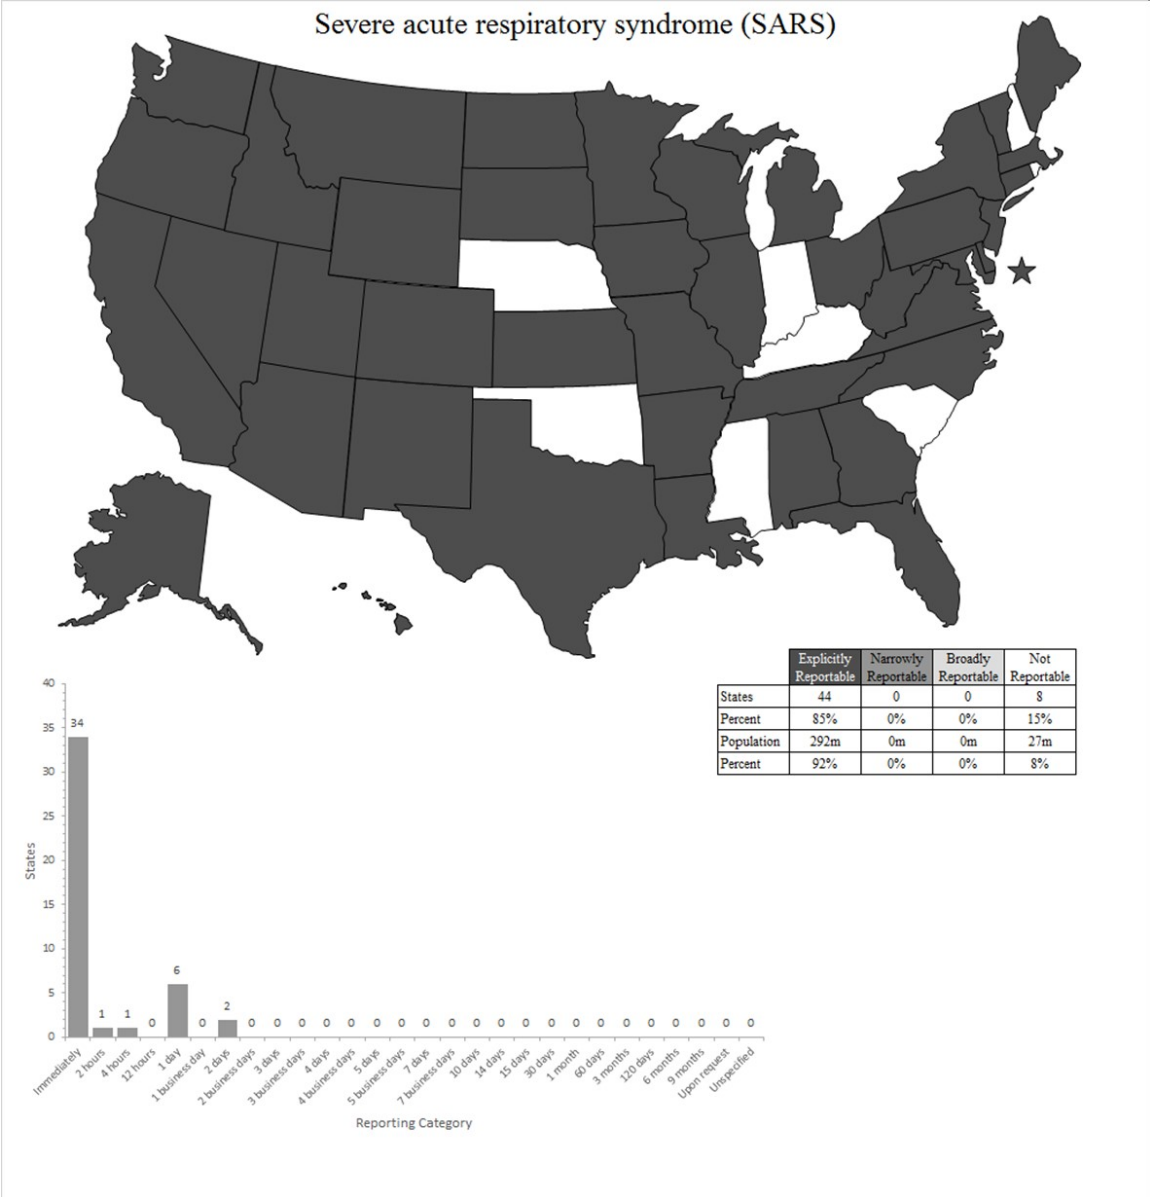 Severe acute respiratory syndrome (SARS)
Explicitly Reportable Narrowly Reportable Broadly Reportable Not Reportable
States 44 0 0 8
Percent 85% 0% 0% 15%
Population 292m 0m 0m 27m
Percent 92% 0% 0% 8%
40
35
30
25
20
15
10
5
0
States
34 1 1 0 6 0 2 0 0 0 0 0 0 0 0 0 0 0 0 0 0 0 0 0 0 0 0 0
Immediately
2 hours
4 hours
12 hours
1 day
1 business day
2 days
2 business days
3 days
3 business days
4 days
4 business days
5 days
5 business days
7 days
7 business days
10 days
14 days
15 days
30 days
1 month
60 days
3 months
120 days
6 months
9 months
Upon request
Unspecified
Reporting Category